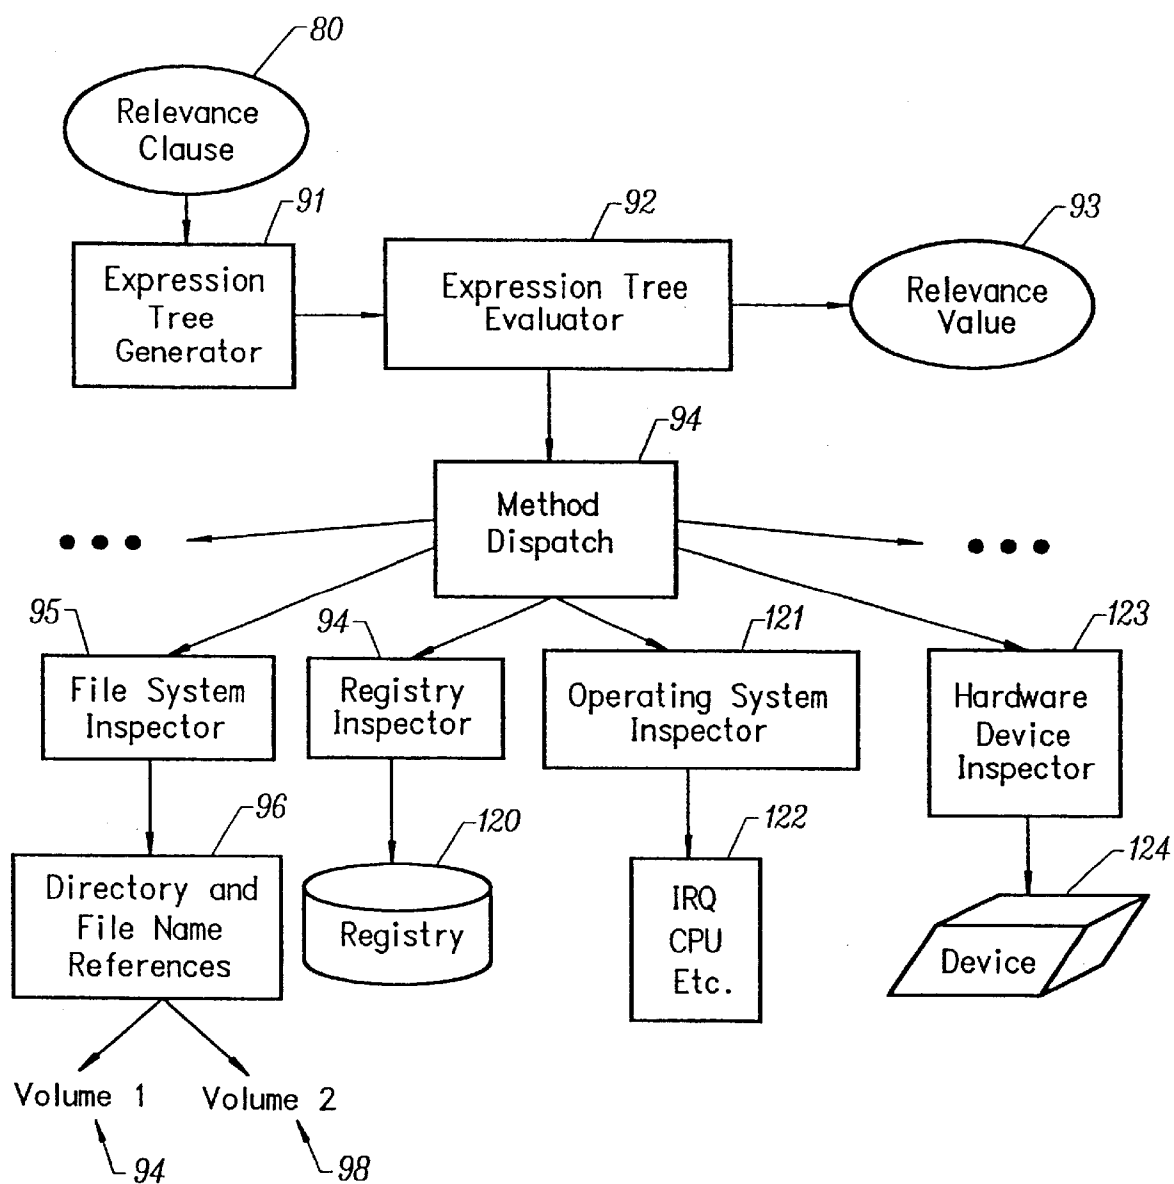 80
Relevance
Clause
91
Expression
Tree
Generator
92
Expression Tree
Evaluator
93
Relevance
Value
94
Method
Dispatch
95
File System
Inspector
94
Registry
Inspector
121
Operating System
Inspector
123
Hardware
Device
Inspector
96
Directory and
File Name
References
120
Registry
122
IRQ
CPU
Etc.
124
Device
Volume 1
Volume 2
94
98